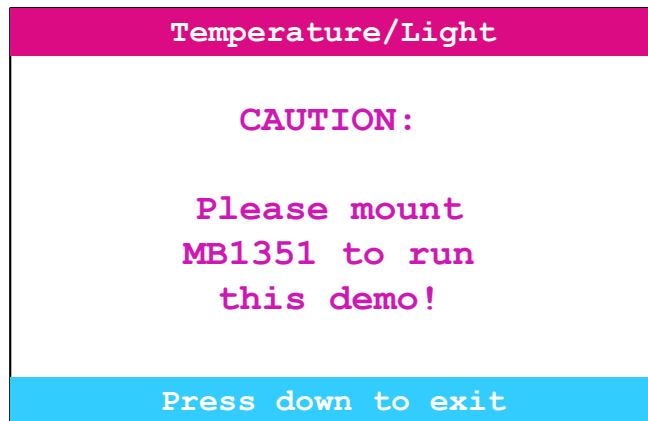 Temperature/Light
CAUTION:
Please mount
MB1351 to run
this demo!
Press down to exit